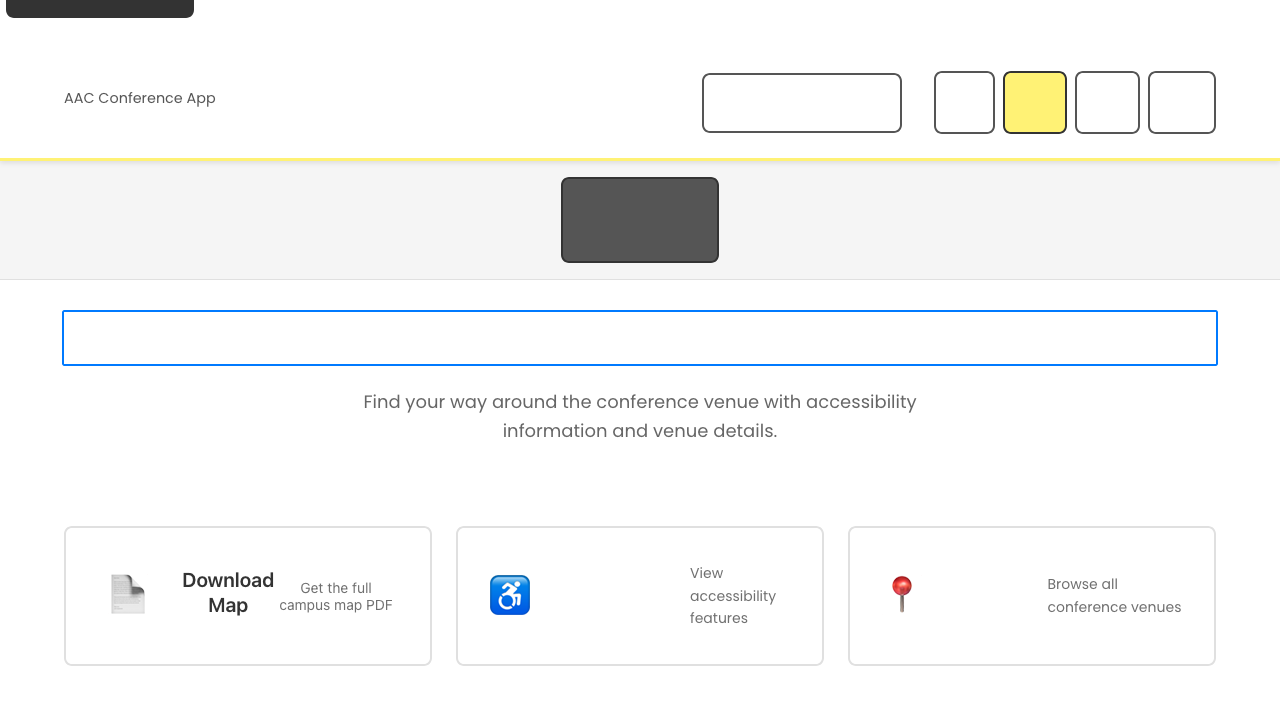 AAC Conference App
Find your way around the conference venue with accessibility
information and venue details.
Download
Map
Get the full
campus map PDF
View
accessibility
features
Browse all
conference venues